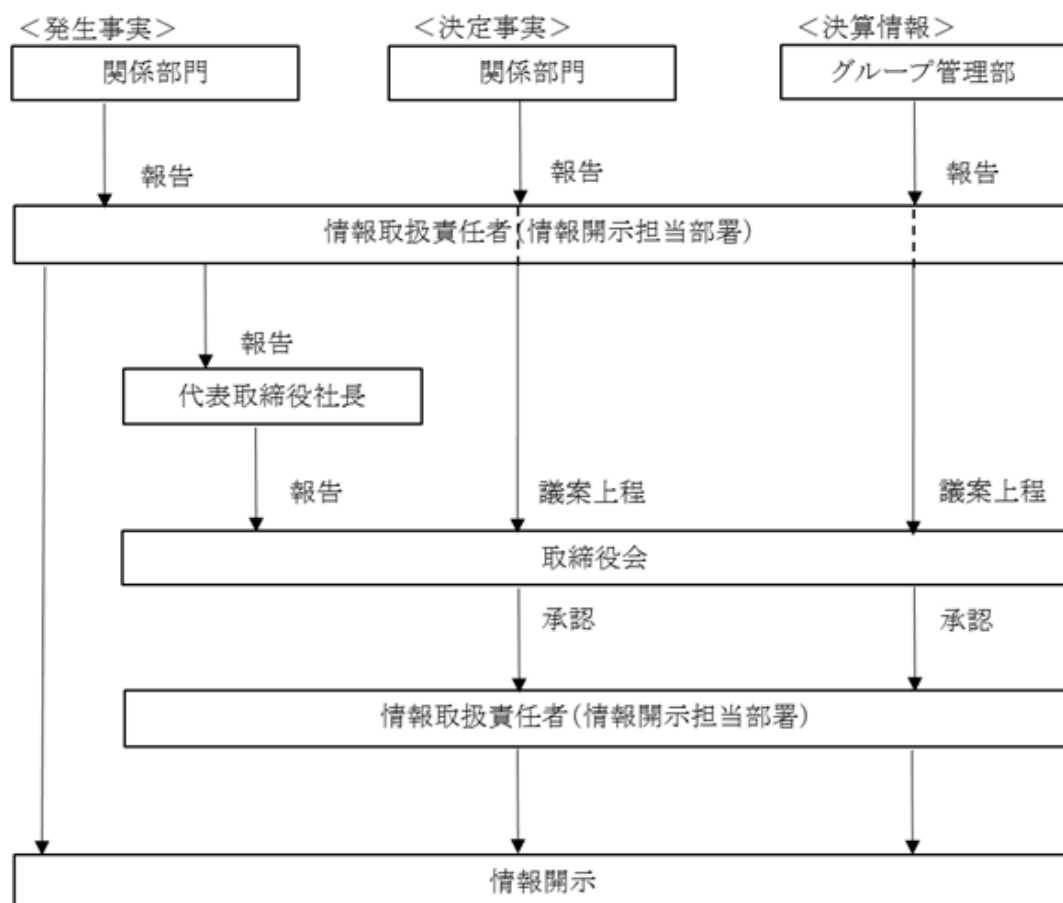 ＜発生事実＞
＜決定事実＞
＜決算情報＞
関係部門
関係部門
グループ管理部
報告
報告
報告
情報取扱責任者(情報開示担当部署)
報告
代表取締役社長
報告
議案上程
議案上程
取締役会
承認
承認
情報取扱責任者(情報開示担当部署)
情報開示